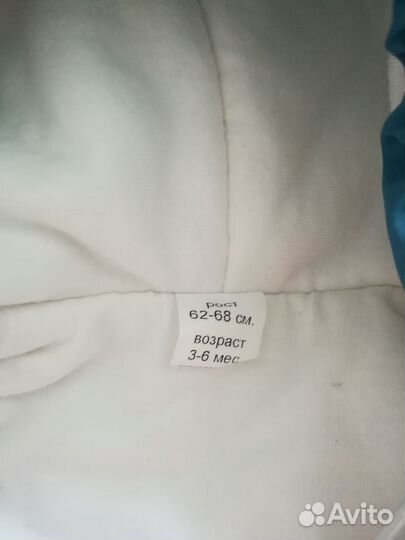 рост
62-68 см.
возраст
3-6 мес
Avito